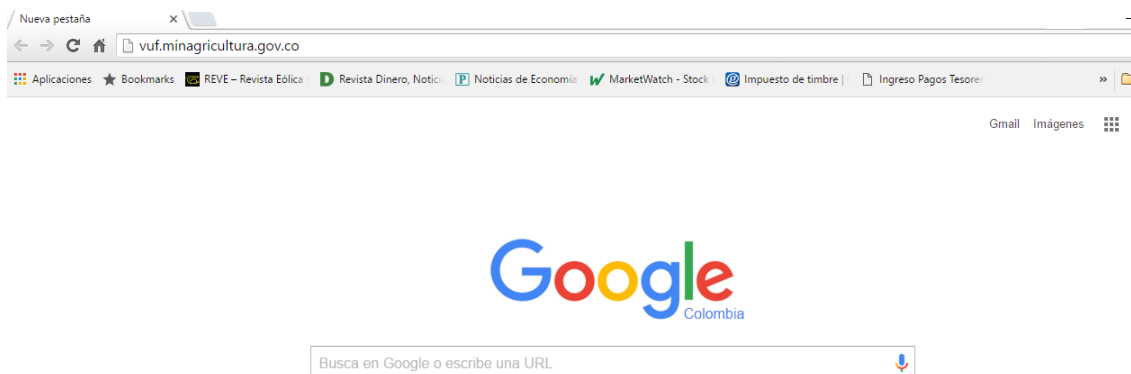 Nueva pestaña
vuf.minagricultura.gov.co
Aplicaciones Bookmarks REVE – Revista Eólica D Revista Dinero, Notici P Noticias de Economía MarketWatch - Stock Impuesto de timbre | Ingreso Pagos Tesorer »
Gmail Imágenes
Google
Colombia
Busca en Google o escribe una URL